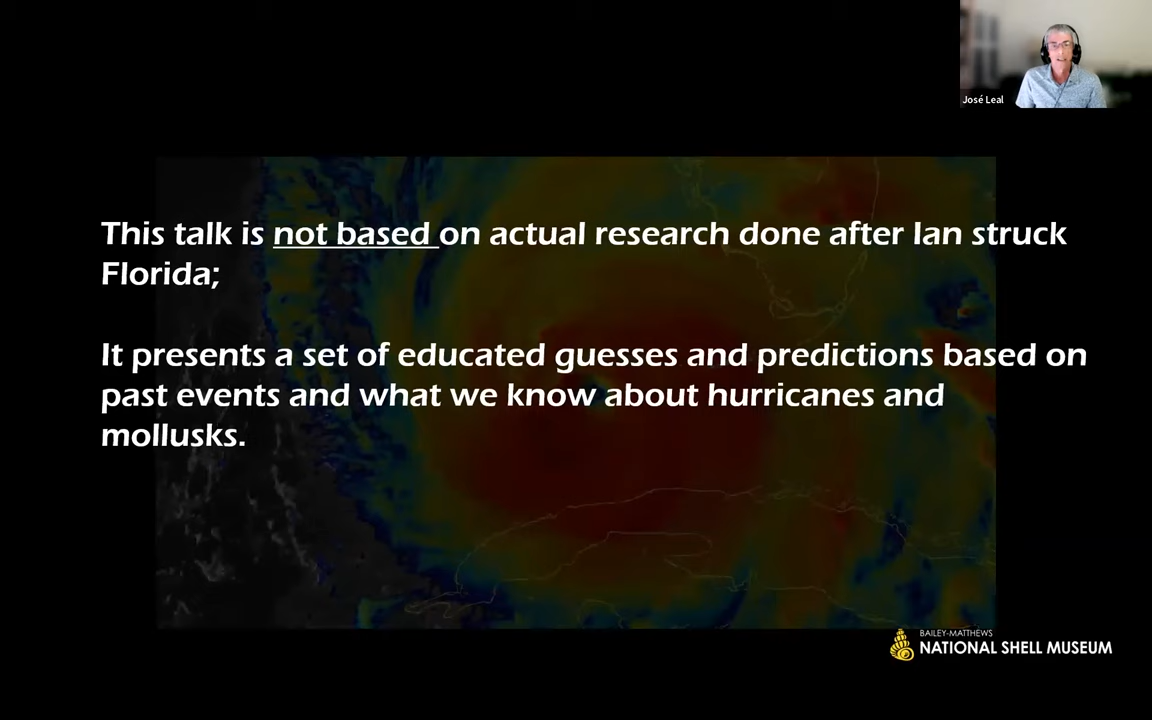 José Leal
This talk is not based on actual research done after Ian struck
Florida;
It presents a set of educated guesses and predictions based on
past events and what we know about hurricanes and
mollusks.
BAILEY-MATTHEWS
NATIONAL SHELL MUSEUM